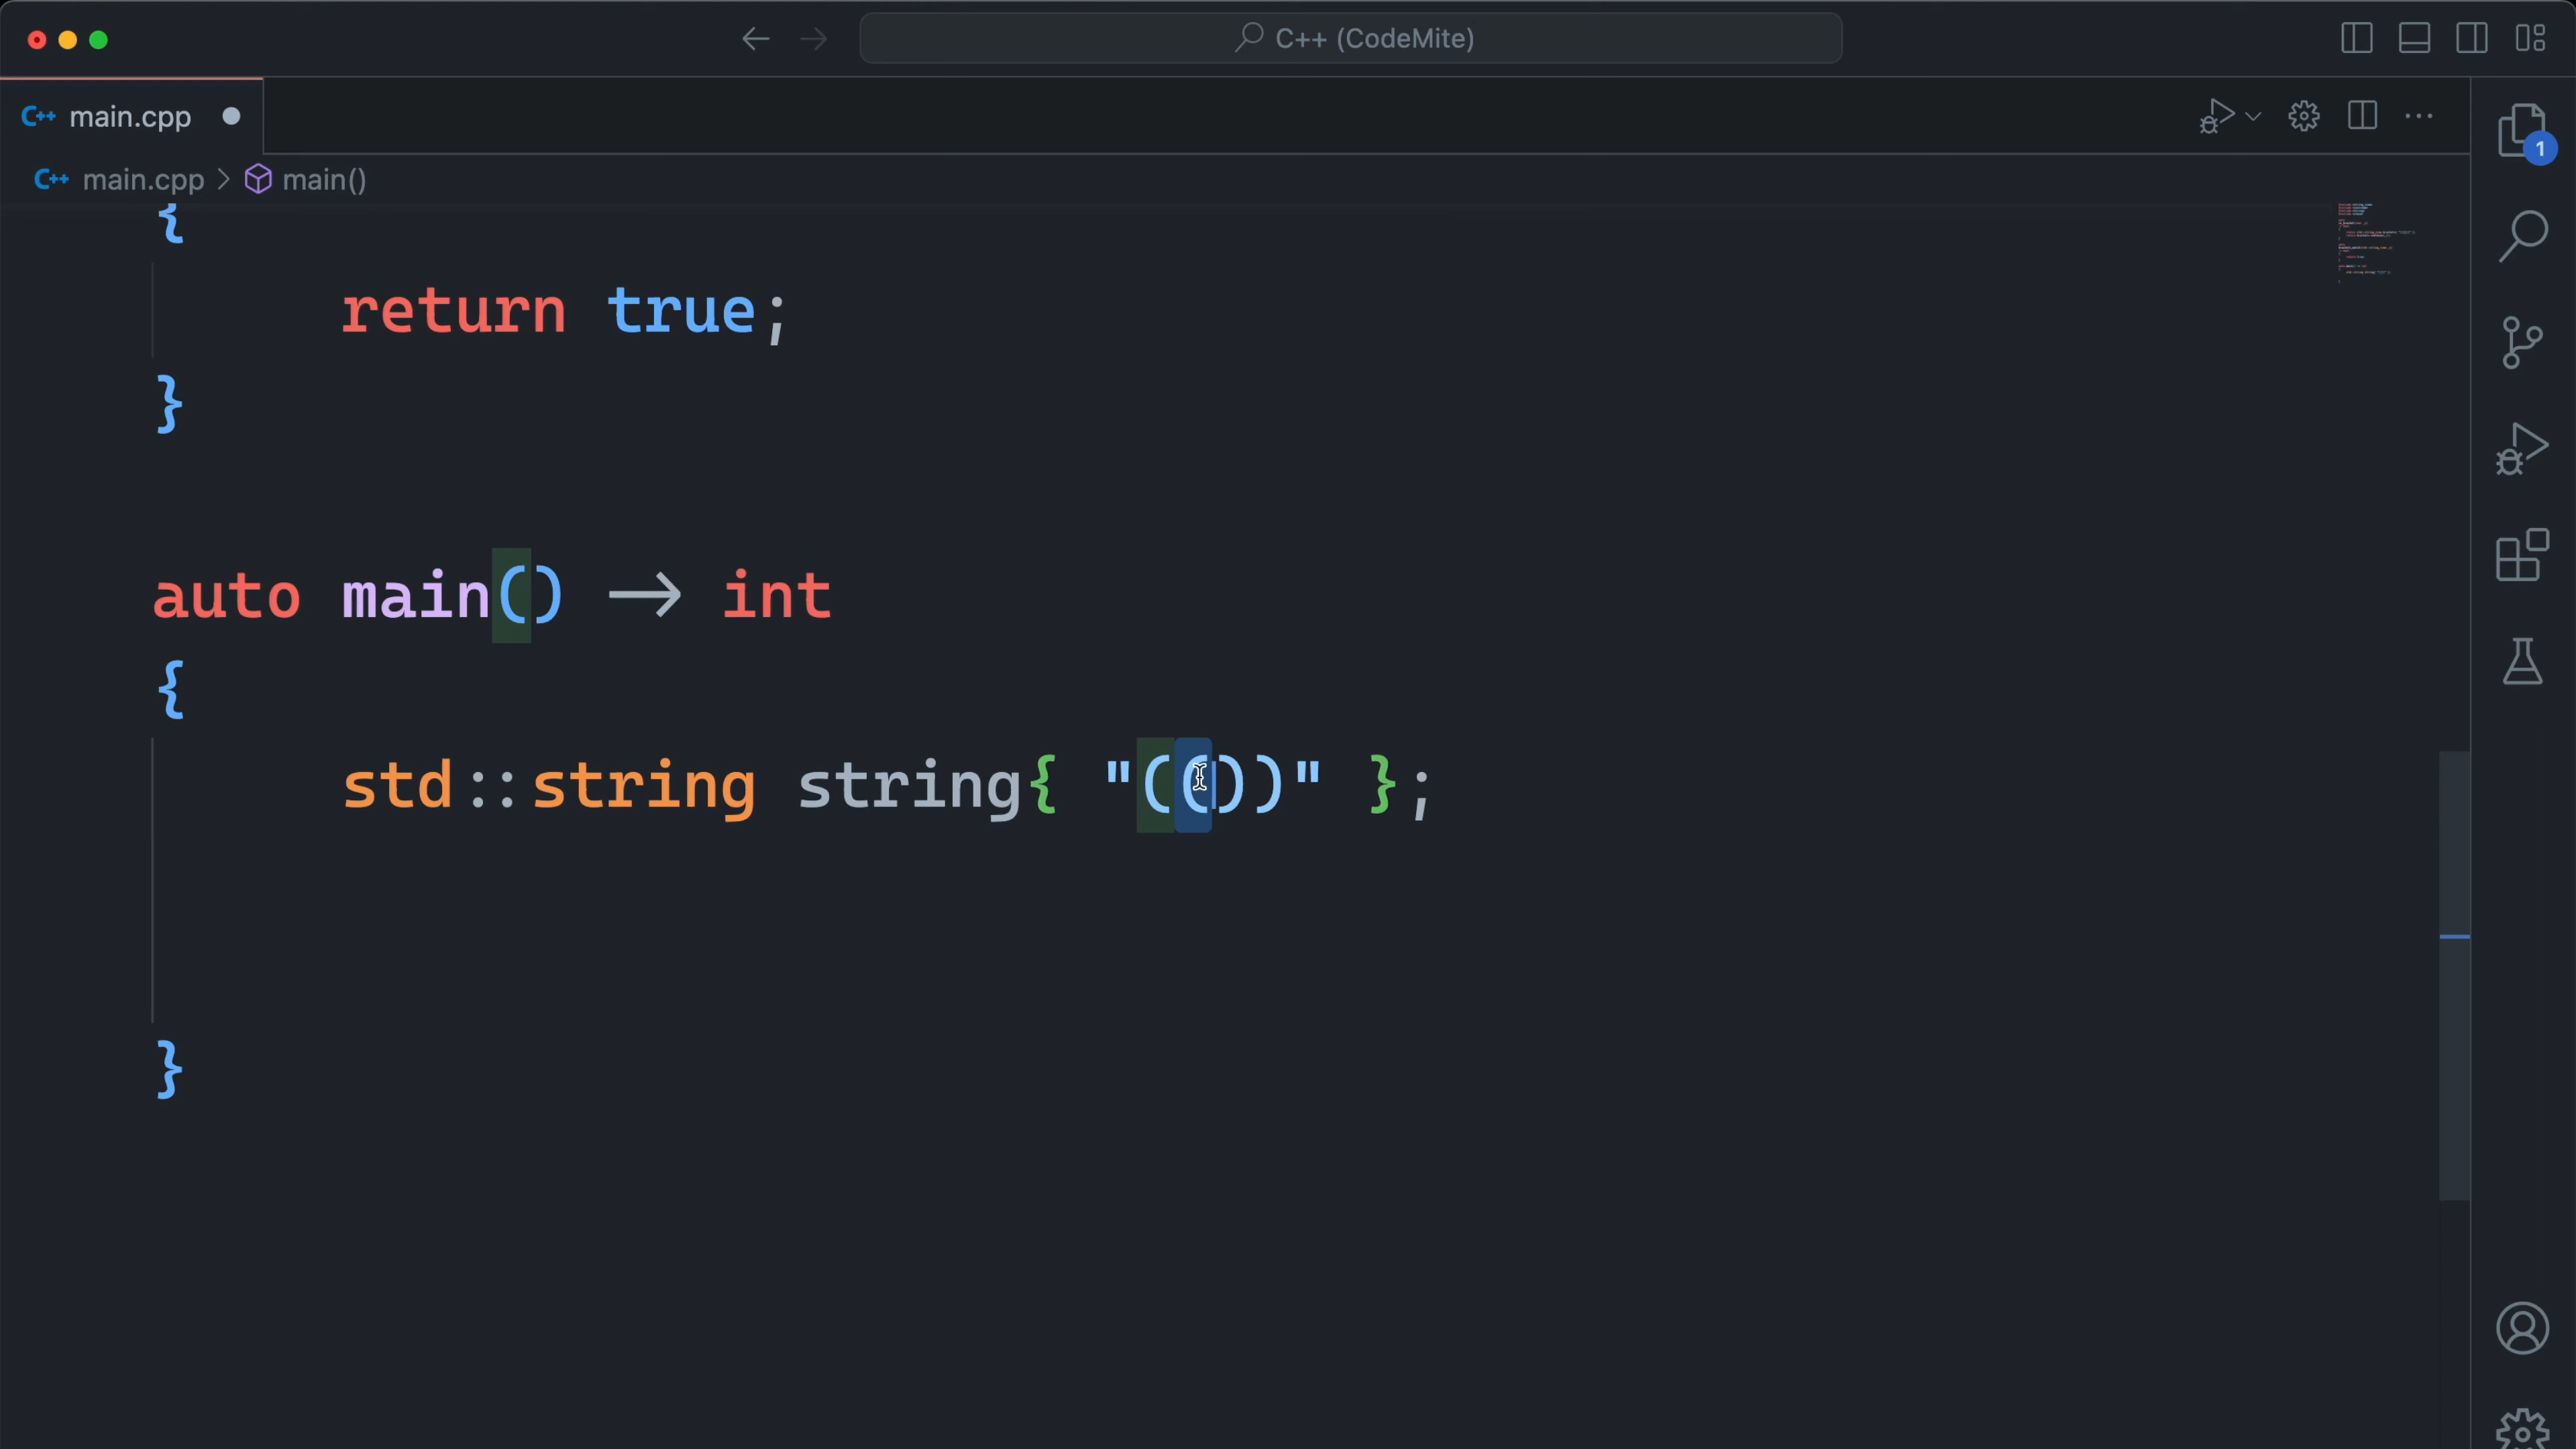 C++ (CodeMite)
C++ main.cpp
1
C++ main.cpp > main()
{
return true;
}
auto main() → int
{
std::string string{ "(())" };
}